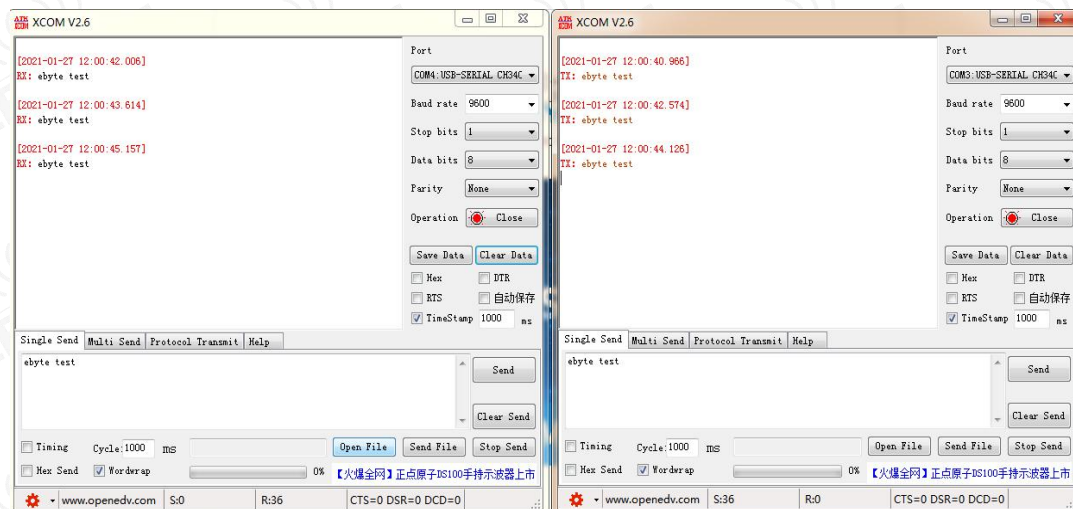 XCOM V2.6
[2021-01-27 12:00:42.006]
RX: ebyte test
[2021-01-27 12:00:43.614]
RX: ebyte test
[2021-01-27 12:00:45.157]
RX: ebyte test
Port
COM4:USB-SERIAL CH34C
Baud rate 9600
Stop bits 1
Data bits 8
Parity None
Operation Close
Save Data Clear Data
Hex DTR
RTS 自动保存
TimeStamp 1000 ms
Single Send Multi Send Protocol Transmit Help
ebyte test
Send
Clear Send
Timing Cycle:1000 ms Open File Send File Stop Send
Hex Send Wordwrap 0% 【火爆全网】正点原子DS100手持示波器上市
www.openedv.com S:0 R:36 CTS=0 DSR=0 DCD=0
XCOM V2.6
[2021-01-27 12:00:40.966]
TX: ebyte test
[2021-01-27 12:00:42.574]
TX: ebyte test
[2021-01-27 12:00:44.126]
TX: ebyte test
Port
COM3:USB-SERIAL CH34C
Baud rate 9600
Stop bits 1
Data bits 8
Parity None
Operation Close
Save Data Clear Data
Hex DTR
RTS 自动保存
TimeStamp 1000 ms
Single Send Multi Send Protocol Transmit Help
ebyte test
Send
Clear Send
Timing Cycle:1000 ms Open File Send File Stop Send
Hex Send Wordwrap 0% 【火爆全网】正点原子DS100手持示波器上市
www.openedv.com S:36 R:0 CTS=0 DSR=0 DCD=0